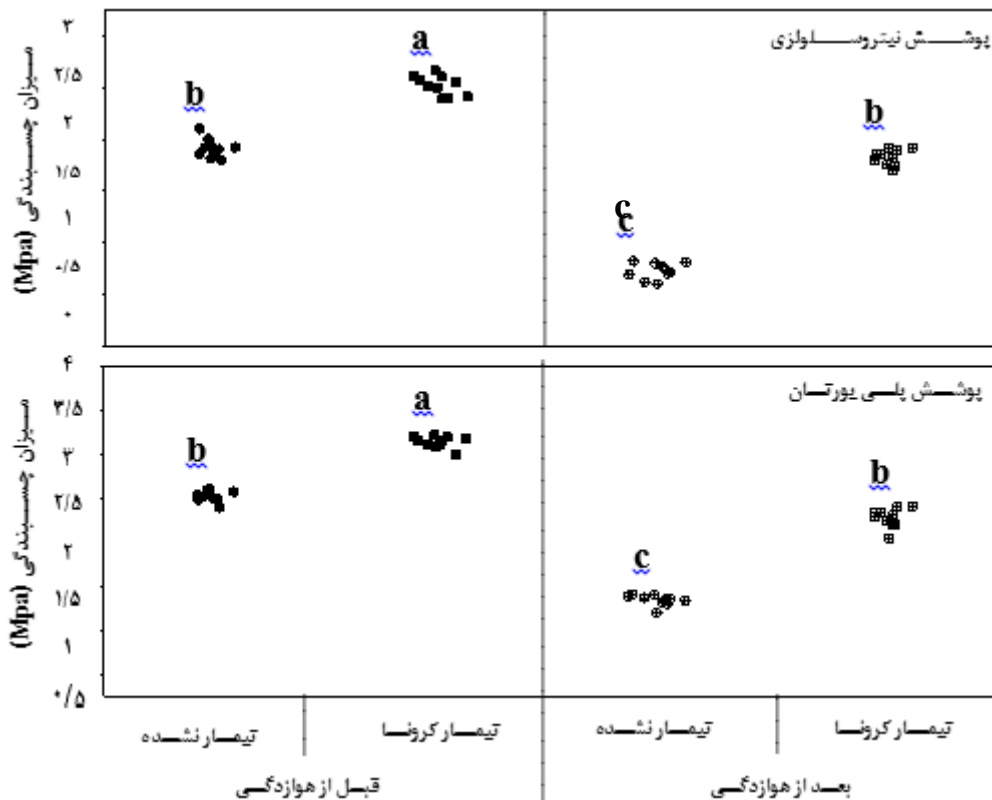 پوشش نیتروسلولزی
میزان چسبندگی (Mpa)
۳
۲/۵
۲
۱/۵
۱
۰/۵
۰
b
a
c
c
b
پوشش پلی یورتان
میزان چسبندگی (Mpa)
۴
۳/۵
۳
۲/۵
۲
۱/۵
۱
۰/۵
b
a
c
b
تیمار نشده تیمار کرونا تیمار نشده تیمار کرونا
قبل از هوازدگی بعد از هوازدگی